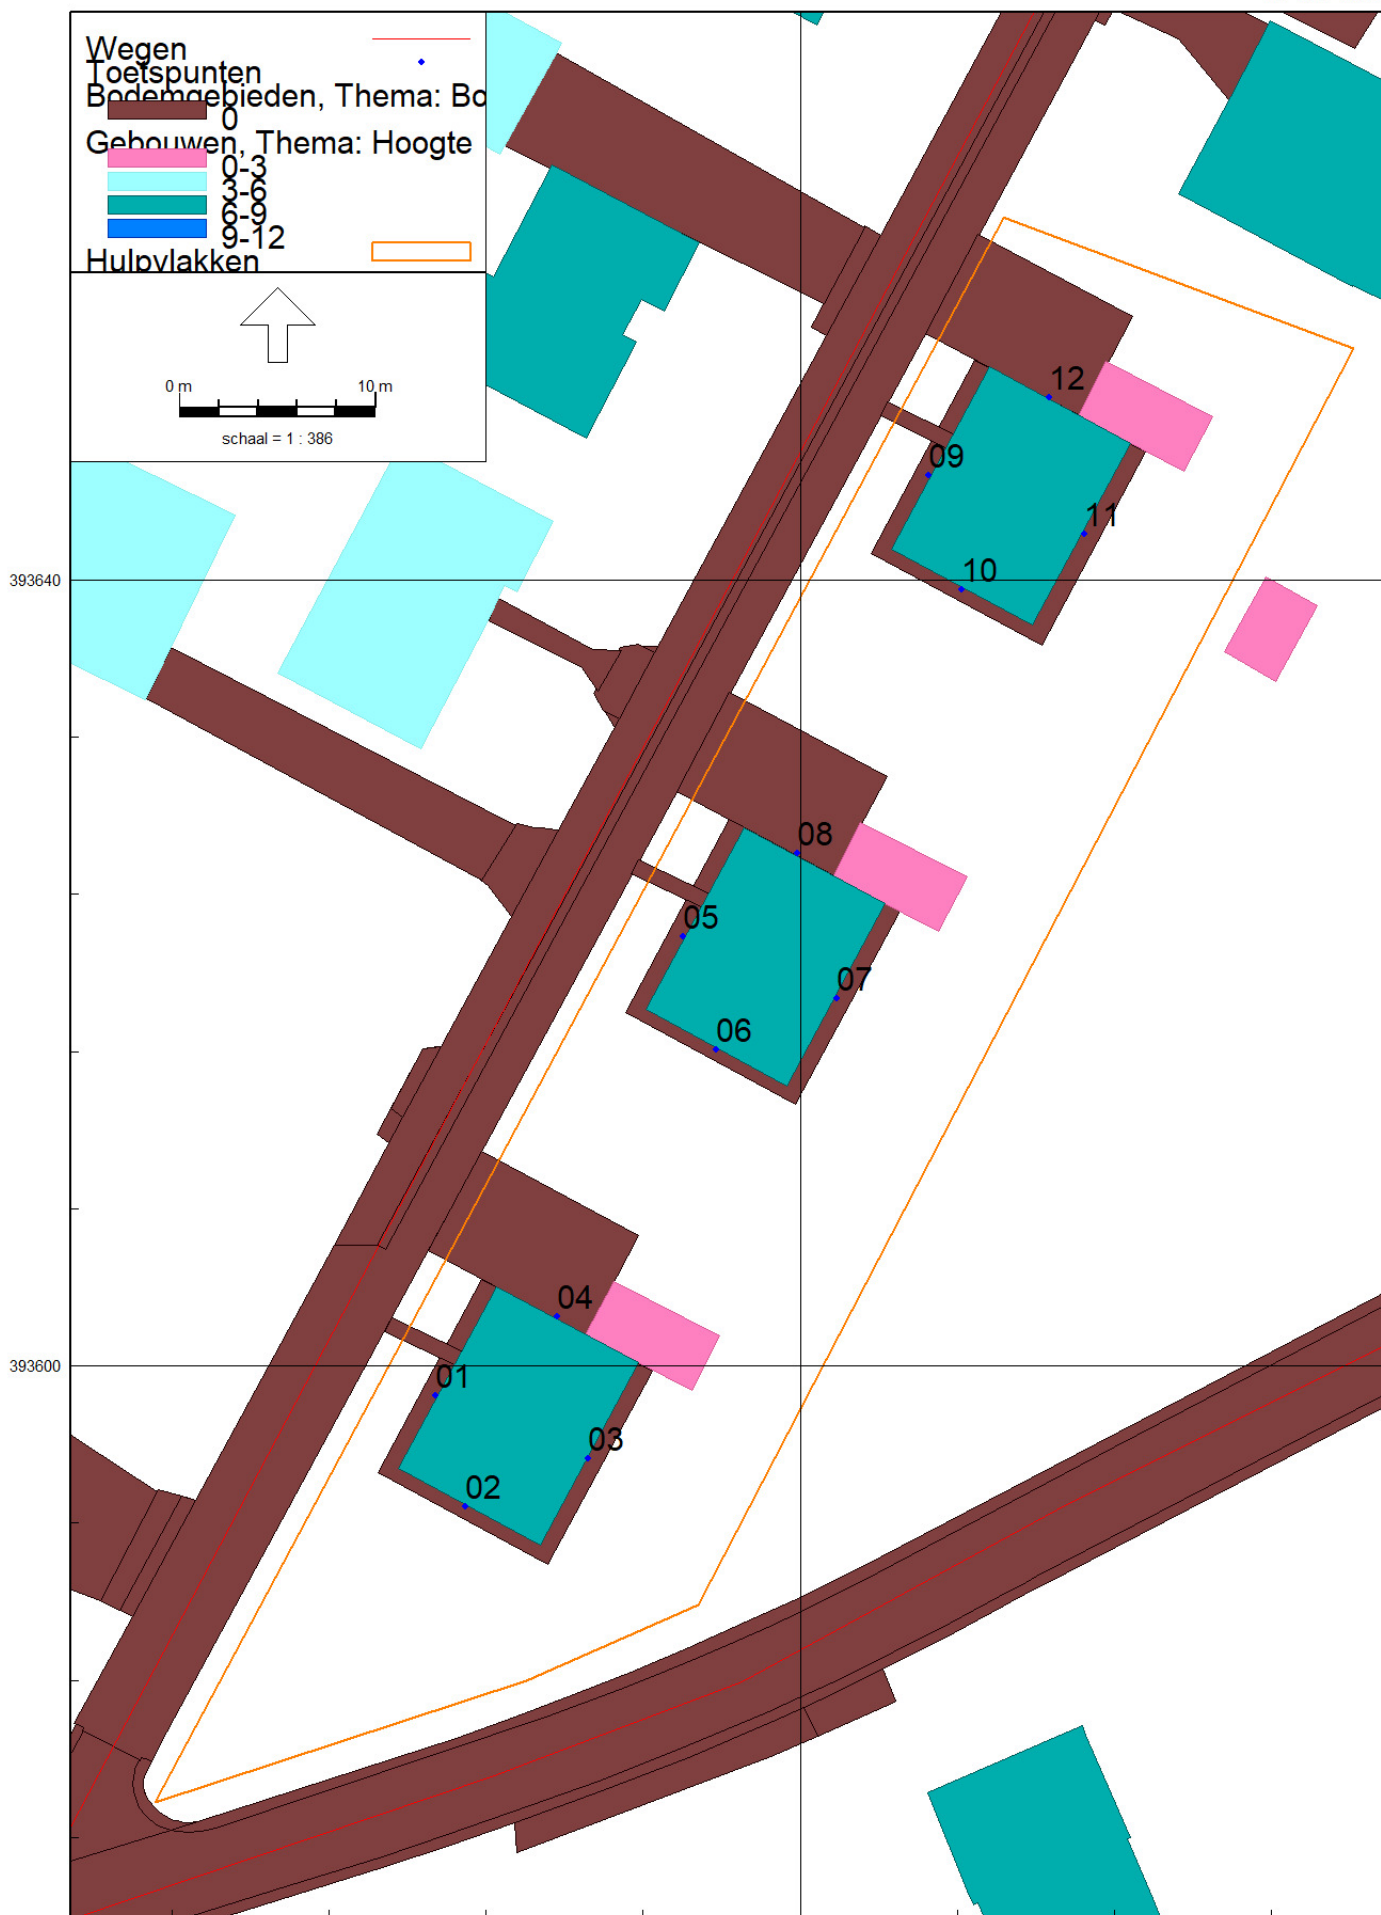 Wegen
Toetspunten
Bodemgebieden, Thema: Bo
0
Gebouwen, Thema: Hoogte
0-3
3-6
6-9
9-12
Hulpvlakken
0 m 10 m
schaal = 1 : 386
12
09
11
10
393640
08
05
07
06
04
393600
01
03
02